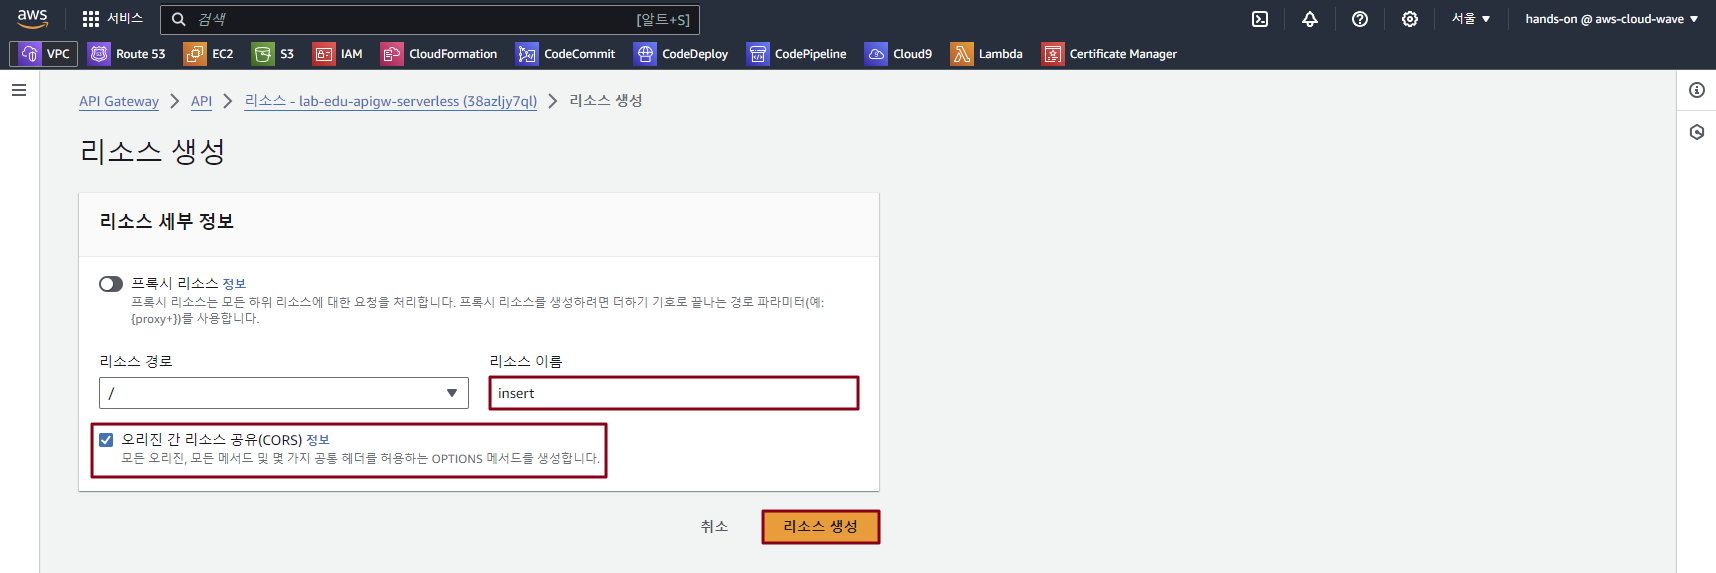 aws 서비스 검색 [알트+S] 서울 ▼ hands-on @ aws-cloud-wave ▼
VPC Route 53 EC2 S3 IAM CloudFormation CodeCommit CodeDeploy CodePipeline Cloud9 Lambda Certificate Manager
API Gateway > API > 리소스 - lab-edu-apigw-serverless (38azljy7ql) > 리소스 생성
리소스 생성
리소스 세부 정보
프록시 리소스 정보
프록시 리소스는 모든 하위 리소스에 대한 요청을 처리합니다. 프록시 리소스를 생성하려면 더하기 기호로 끝나는 경로 파라미터(예:
{proxy+})를 사용합니다.
리소스 경로 리소스 이름
/ insert
오리진 간 리소스 공유(CORS) 정보
모든 오리진, 모든 메서드 및 몇 가지 공통 헤더를 허용하는 OPTIONS 메서드를 생성합니다.
취소 리소스 생성